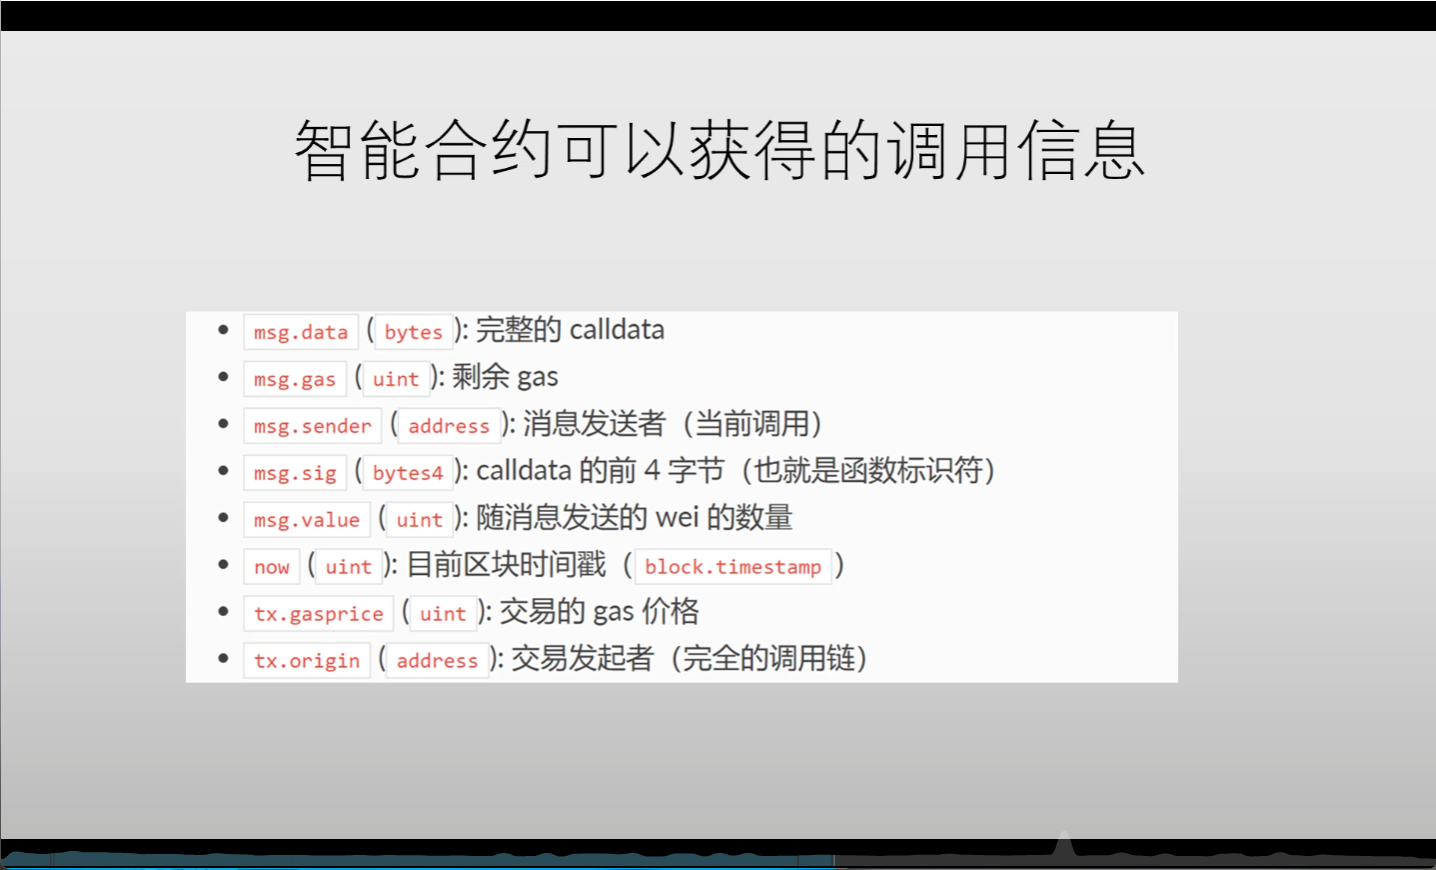 智能合约可以获得的调用信息
• msg.data (bytes): 完整的 calldata
• msg.gas (uint): 剩余 gas
• msg.sender (address): 消息发送者（当前调用）
• msg.sig (bytes4): calldata 的前 4 字节（也就是函数标识符）
• msg.value (uint): 随消息发送的 wei 的数量
• now (uint): 目前区块时间戳（block.timestamp）
• tx.gasprice (uint): 交易的 gas 价格
• tx.origin (address): 交易发起者（完全的调用链）